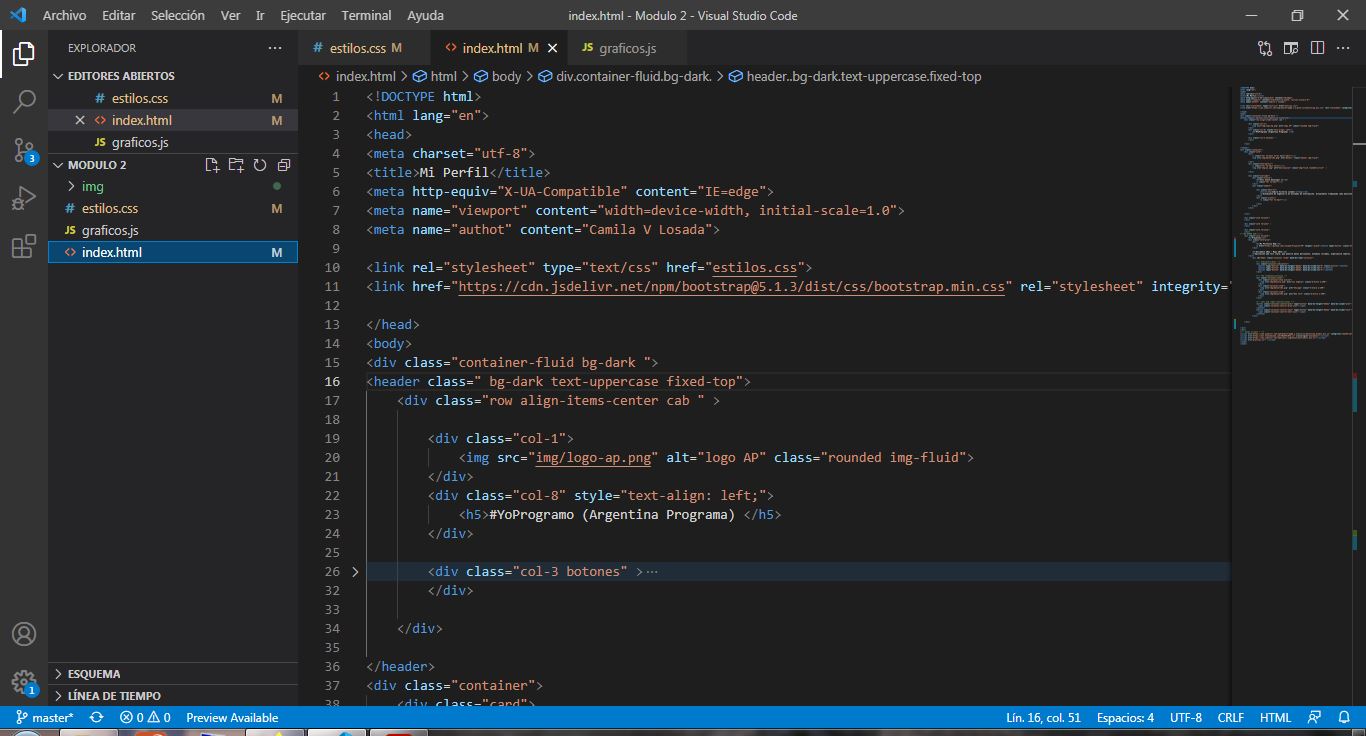 Archivo Editar Selección Ver Ir Ejecutar Terminal Ayuda index.html - Modulo 2 - Visual Studio Code
EXPLORADOR
EDITORES ABIERTOS
# estilos.css M
<> index.html M
JS graficos.js
MODULO 2
img
# estilos.css M
JS graficos.js
<> index.html M
ESQUEMA
LÍNEA DE TIEMPO
3
1
# estilos.css M <> index.html M JS graficos.js
<> index.html > html > body > div.container-fluid.bg-dark. > header..bg-dark.text-uppercase.fixed-top
1 <!DOCTYPE html>
2 <html lang="en">
3 <head>
4 <meta charset="utf-8">
5 <title>Mi Perfil</title>
6 <meta http-equiv="X-UA-Compatible" content="IE=edge">
7 <meta name="viewport" content="width=device-width, initial-scale=1.0">
8 <meta name="authot" content="Camila V Losada">
9
10 <link rel="stylesheet" type="text/css" href="estilos.css">
11 <link href="https://cdn.jsdelivr.net/npm/bootstrap@5.1.3/dist/css/bootstrap.min.css" rel="stylesheet" integrity="
12
13 </head>
14 <body>
15 <div class="container-fluid bg-dark ">
16 <header class=" bg-dark text-uppercase fixed-top">
17 <div class="row align-items-center cab " >
18
19 <div class="col-1">
20 <img src="img/logo-ap.png" alt="logo AP" class="rounded img-fluid">
21 </div>
22 <div class="col-8" style="text-align: left;">
23 <h5>#YoProgramo (Argentina Programa) </h5>
24 </div>
25
26 <div class="col-3 botones" >···
32 </div>
33
34 </div>
35
36 </header>
37 <div class="container">
38 <div class="card">
master* 0 0 Preview Available Lín. 16, col. 51 Espacios: 4 UTF-8 CRLF HTML